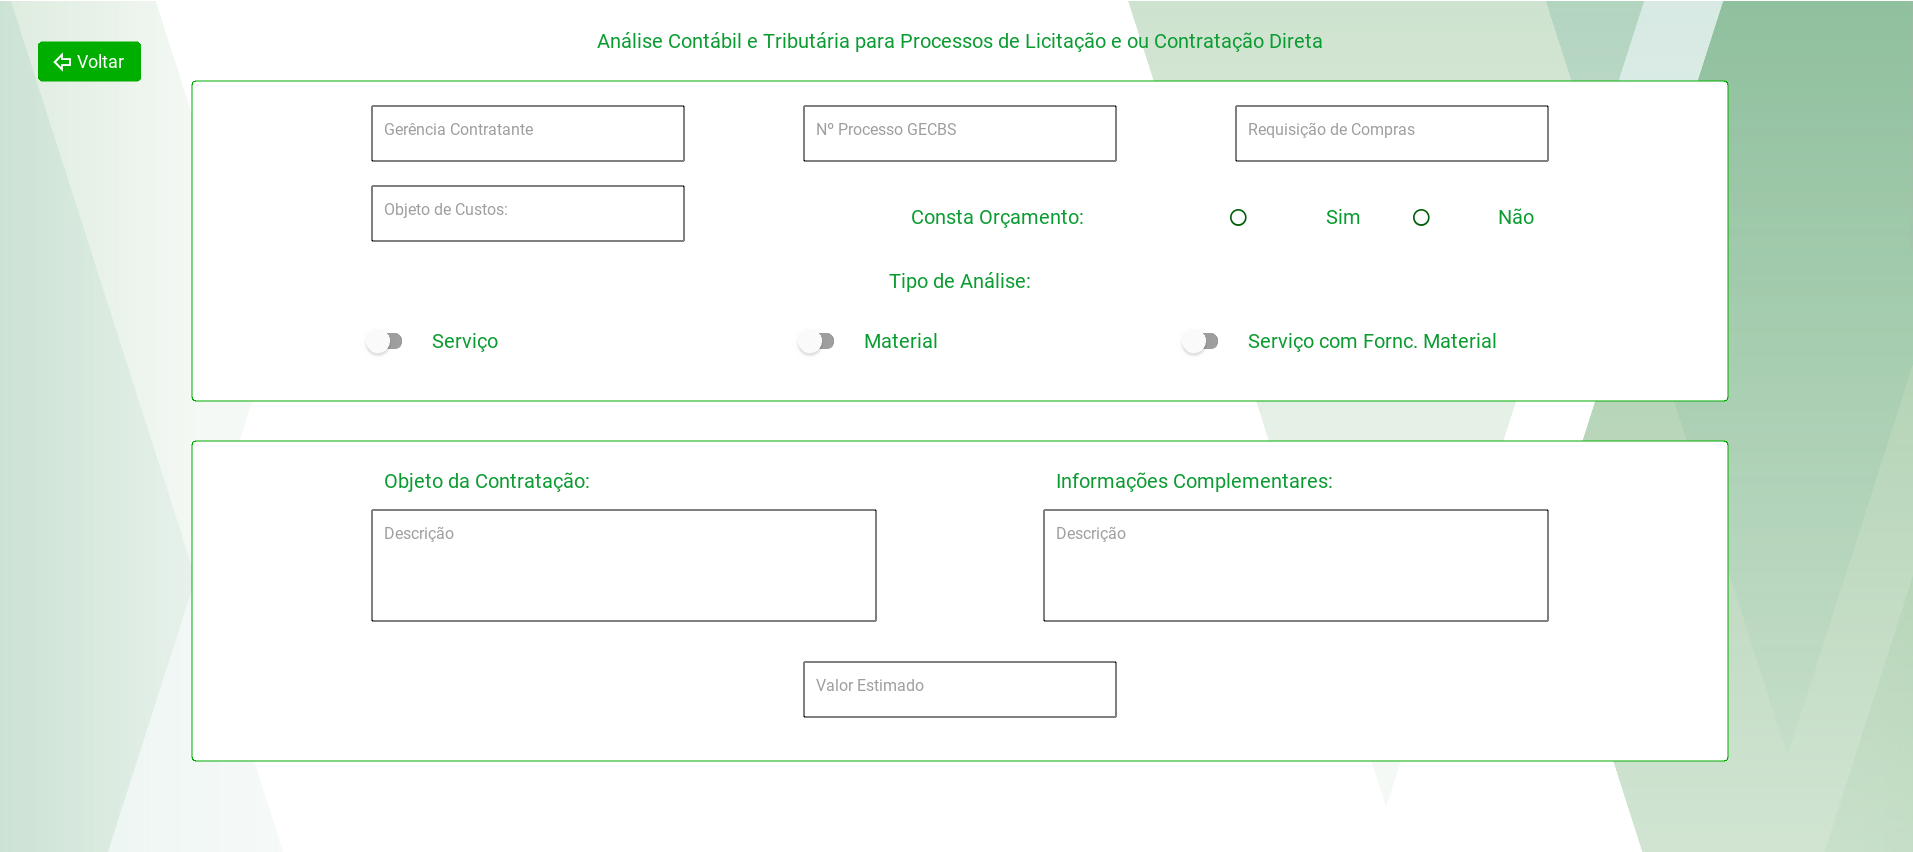 Análise Contábil e Tributária para Processos de Licitação e ou Contratação Direta
Voltar
Gerência Contratante
Nº Processo GECBS
Requisição de Compras
Objeto de Custos:
Consta Orçamento:
Sim
Não
Tipo de Análise:
Serviço
Material
Serviço com Fornc. Material
Objeto da Contratação:
Informações Complementares:
Descrição
Descrição
Valor Estimado